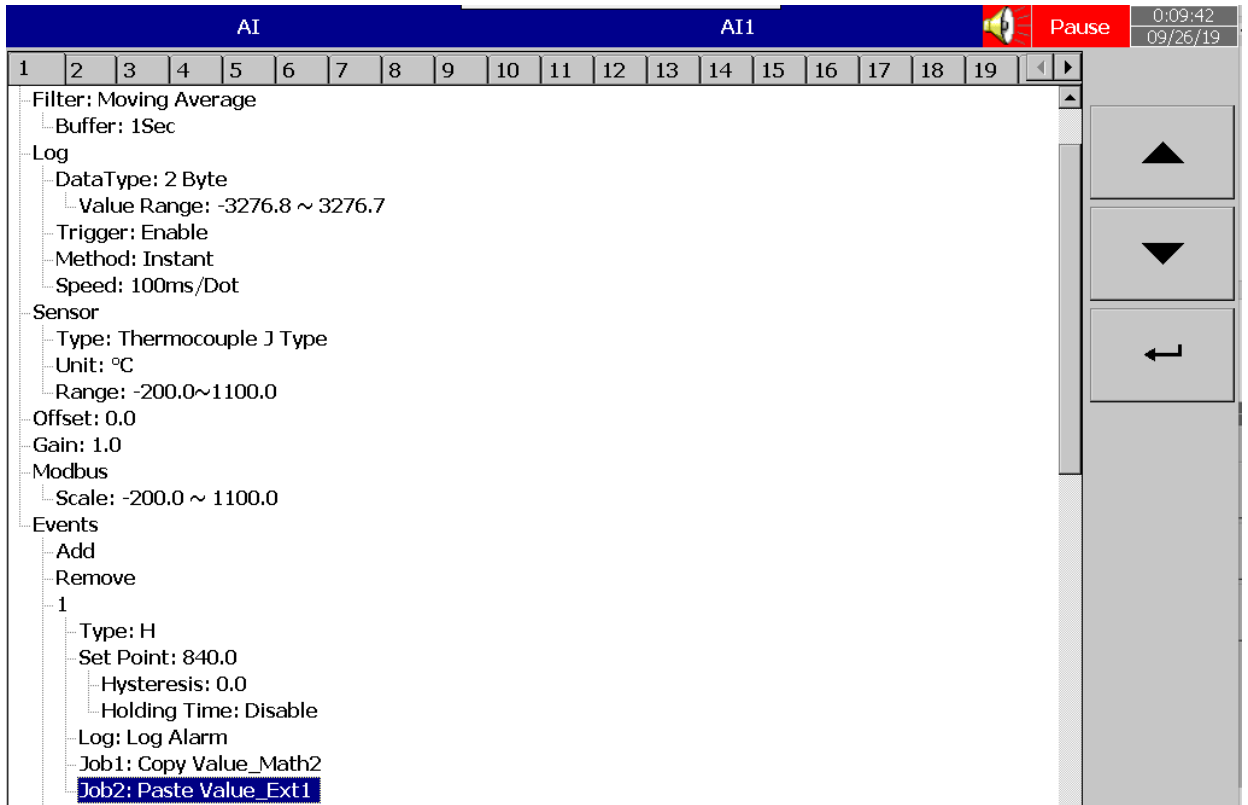 AI
AI1
Pause
0:09:42
09/26/19
1 2 3 4 5 6 7 8 9 10 11 12 13 14 15 16 17 18 19
Filter: Moving Average
Buffer: 1Sec
Log
DataType: 2 Byte
Value Range: -3276.8 ~ 3276.7
Trigger: Enable
Method: Instant
Speed: 100ms/Dot
Sensor
Type: Thermocouple J Type
Unit: °C
Range: -200.0~1100.0
Offset: 0.0
Gain: 1.0
Modbus
Scale: -200.0 ~ 1100.0
Events
Add
Remove
1
Type: H
Set Point: 840.0
Hysteresis: 0.0
Holding Time: Disable
Log: Log Alarm
Job1: Copy Value_Math2
Job2: Paste Value_Ext1